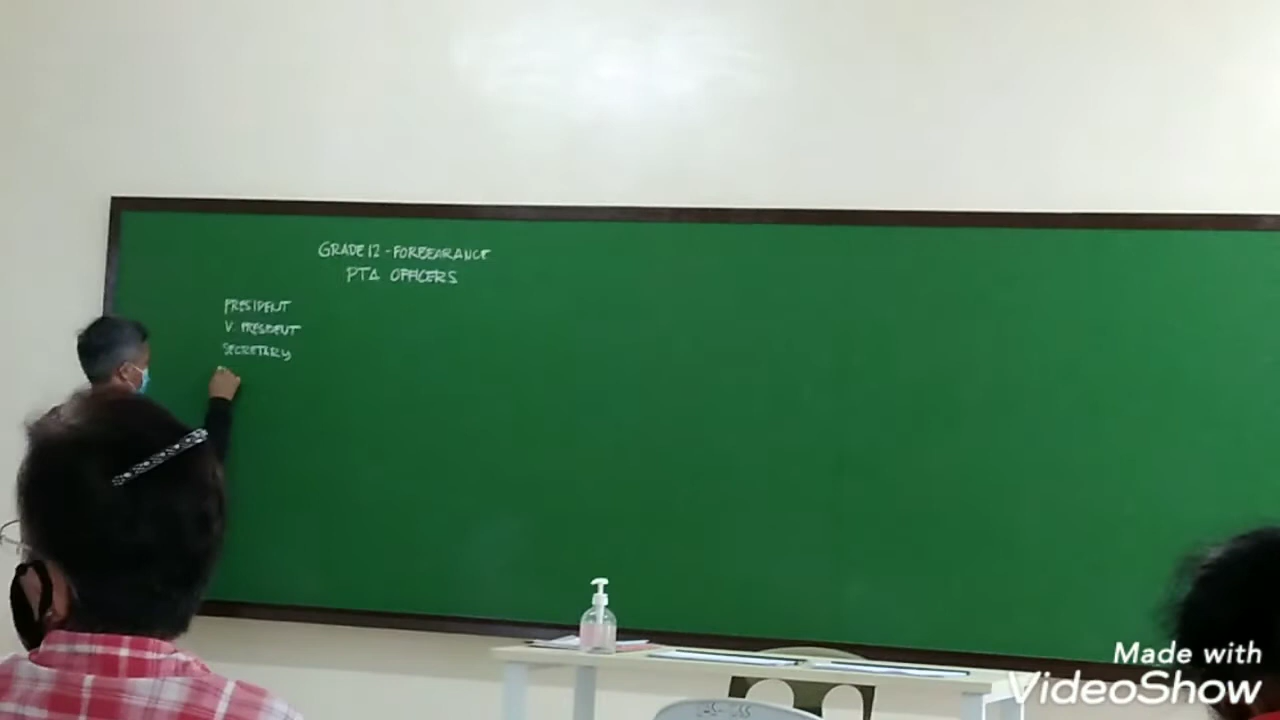 GRADE 12 - FORBEARANCE
PTA OFFICERS
PRESIDENT
V. PRESIDENT
SECRETARY
Made with
VideoShow